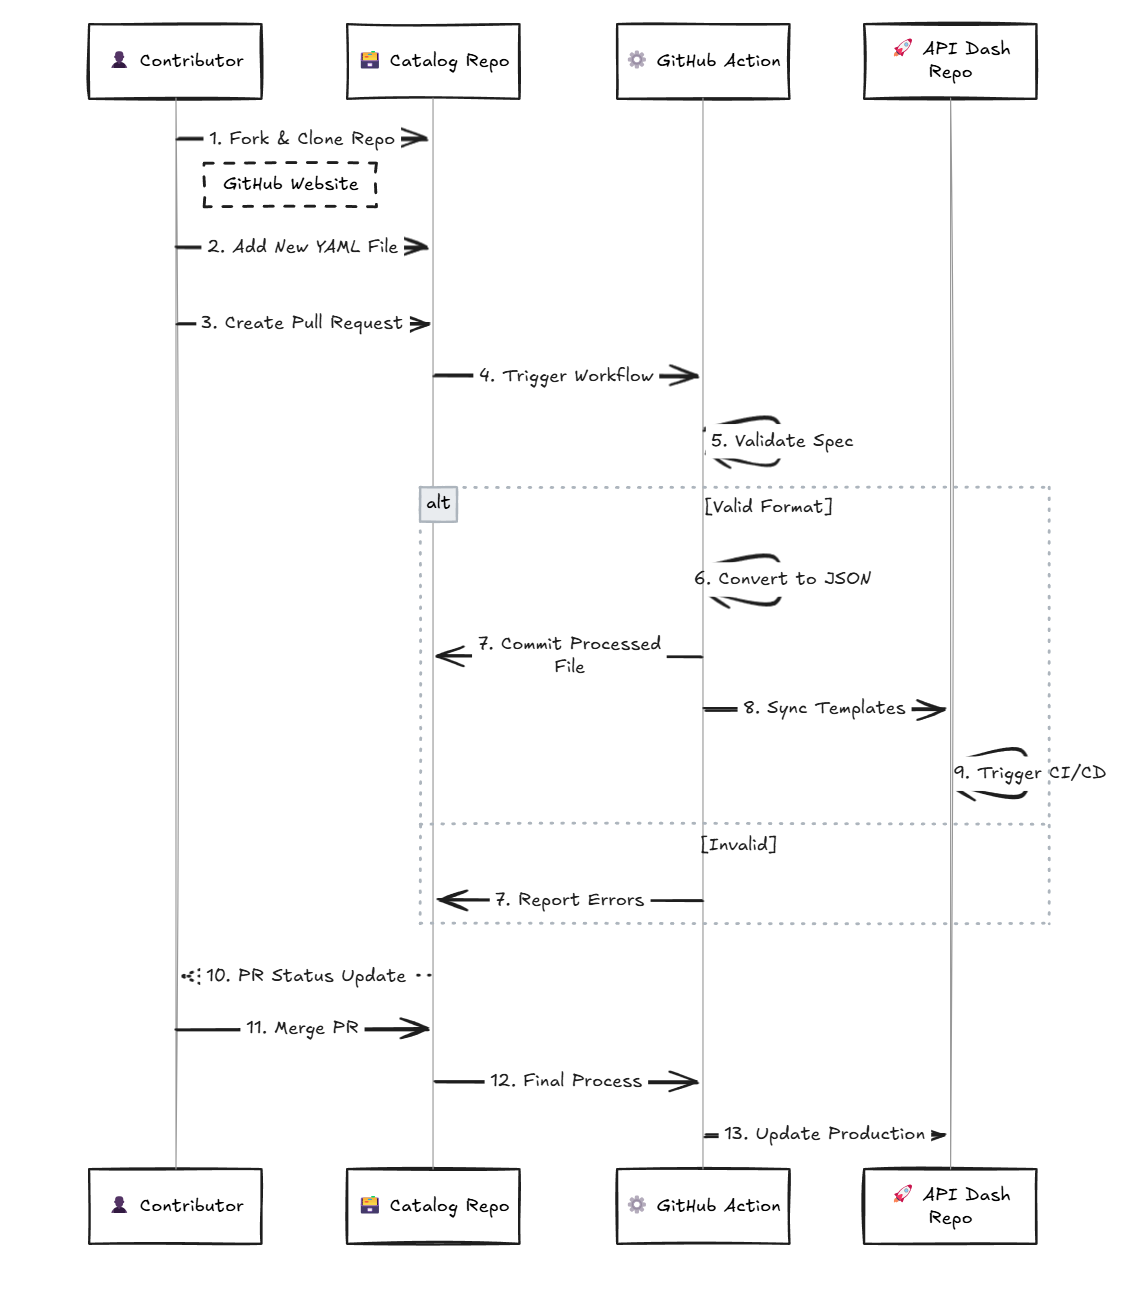 Contributor
Catalog Repo
GitHub Action
API Dash
Repo
1. Fork & Clone Repo
GitHub Website
2. Add New YAML File
3. Create Pull Request
4. Trigger Workflow
5. Validate Spec
alt
[Valid Format]
6. Convert to JSON
7. Commit Processed
File
8. Sync Templates
9. Trigger CI/CD
[Invalid]
7. Report Errors
10. PR Status Update
11. Merge PR
12. Final Process
13. Update Production
Contributor
Catalog Repo
GitHub Action
API Dash
Repo